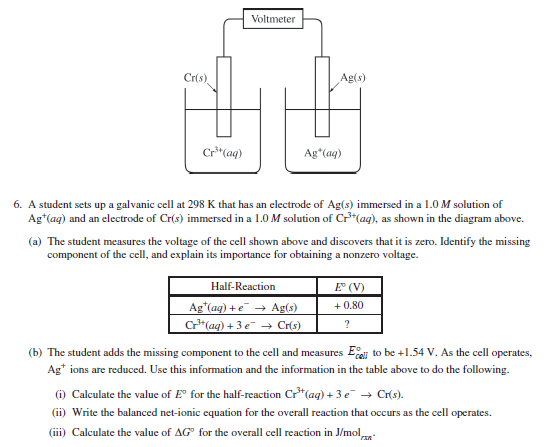 Voltmeter
Cr(s)
Ag(s)
Cr³⁺(aq)
Ag⁺(aq)
6. A student sets up a galvanic cell at 298 K that has an electrode of Ag(s) immersed in a 1.0 M solution of
Ag⁺(aq) and an electrode of Cr(s) immersed in a 1.0 M solution of Cr³⁺(aq), as shown in the diagram above.
(a) The student measures the voltage of the cell shown above and discovers that it is zero. Identify the missing
component of the cell, and explain its importance for obtaining a nonzero voltage.
Half-Reaction E° (V)
Ag⁺(aq) + e⁻ → Ag(s) + 0.80
Cr³⁺(aq) + 3 e⁻ → Cr(s) ?
(b) The student adds the missing component to the cell and measures E°cell to be +1.54 V. As the cell operates,
Ag⁺ ions are reduced. Use this information and the information in the table above to do the following.
(i) Calculate the value of E° for the half-reaction Cr³⁺(aq) + 3 e⁻ → Cr(s).
(ii) Write the balanced net-ionic equation for the overall reaction that occurs as the cell operates.
(iii) Calculate the value of ΔG° for the overall cell reaction in J/mol rxn.